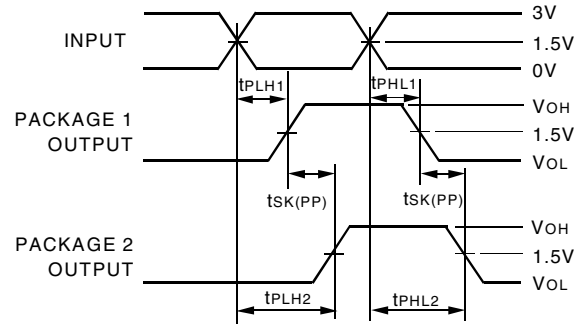 INPUT
3V
1.5V
0V
tPLH1
tPHL1
PACKAGE 1
OUTPUT
VOH
1.5V
VOL
tSK(PP)
tSK(PP)
PACKAGE 2
OUTPUT
VOH
1.5V
VOL
tPLH2
tPHL2